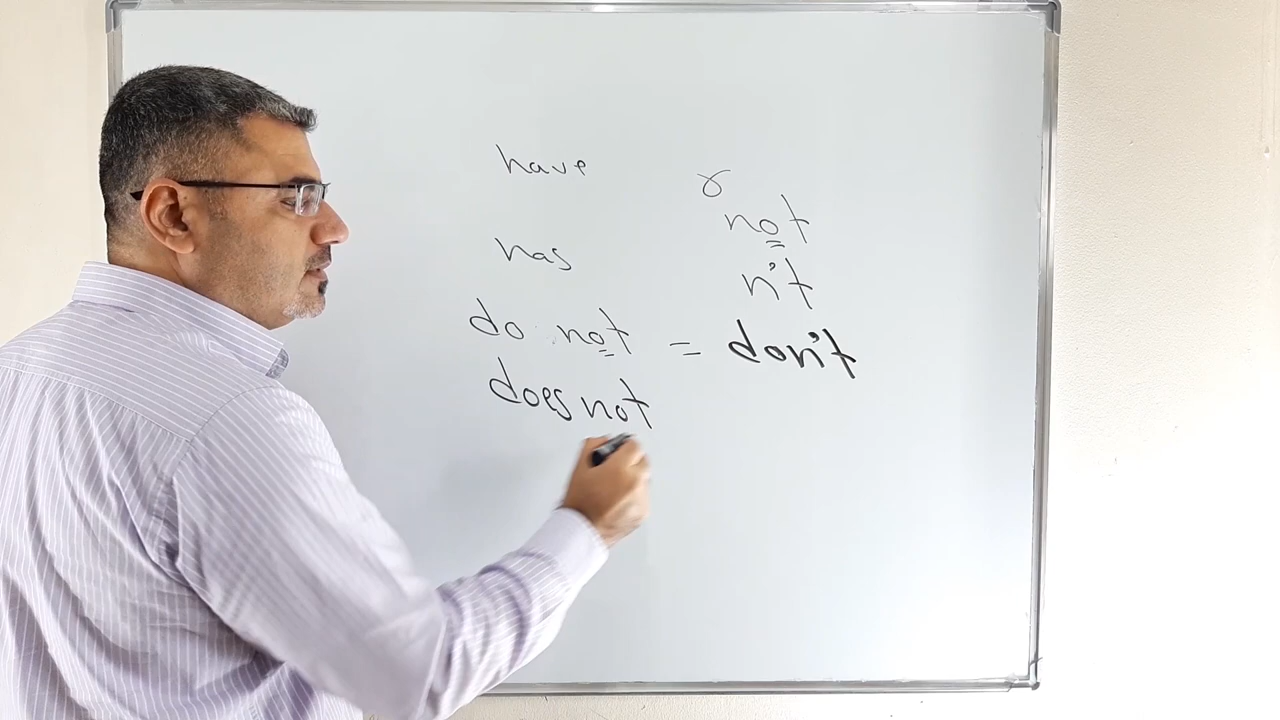 have
not
has
n't
do not = don't
does not